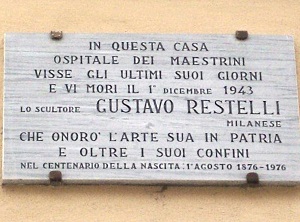 IN QUESTA CASA
OSPITALE DEI MAESTRINI
VISSE GLI ULTIMI SUOI GIORNI
E VI MORÌ IL 1° DICEMBRE 1943
LO SCULTORE GUSTAVO RESTELLI
MILANESE
CHE ONORO' L'ARTE SUA IN PATRIA
E OLTRE I SUOI CONFINI
NEL CENTENARIO DELLA NASCITA: 1° AGOSTO 1876-1976